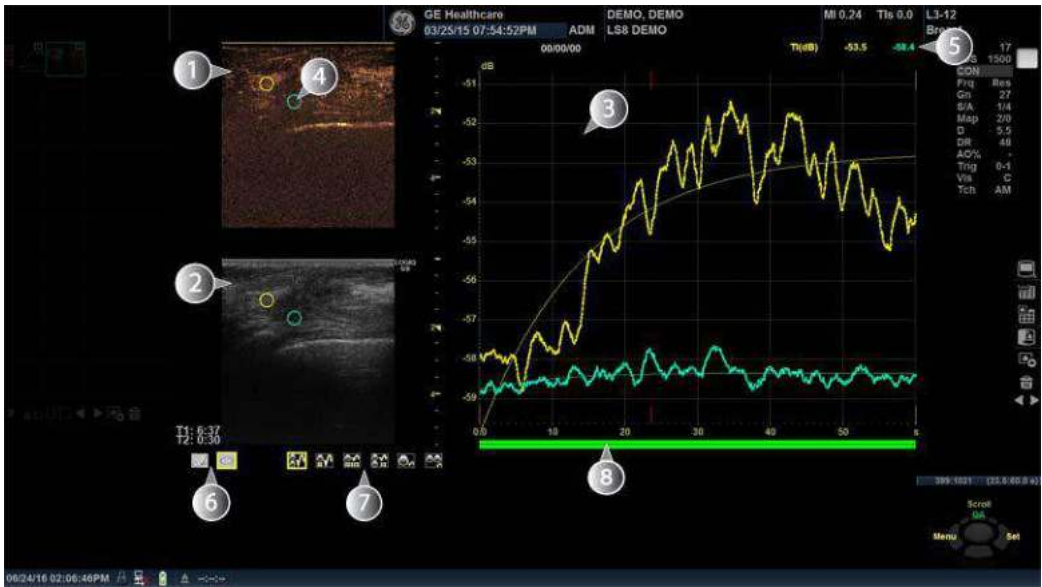 GE Healthcare
03/25/15 07:54:52PM ADM
DEMO, DEMO
LS8 DEMO
MI 0.24 TIs 0.0
L3-12
00/00/00
TI(dB) -53.5 -58.4
17
1500
CON
Frq Res
Gn 27
S/A 1/4
Map 2/0
D 5.5
DR 48
AO% -
Trig 0-1
Vis C
Tch AM
dB
-51
-53
-54
-55
-56
-57
-58
-59
0.0 10 20 30 40 50 s
1
2
3
4
5
6
7
8
T1: 6:37
T2: 0:30
Scroll
QA
Menu Set
06/24/16 02:06:46PM